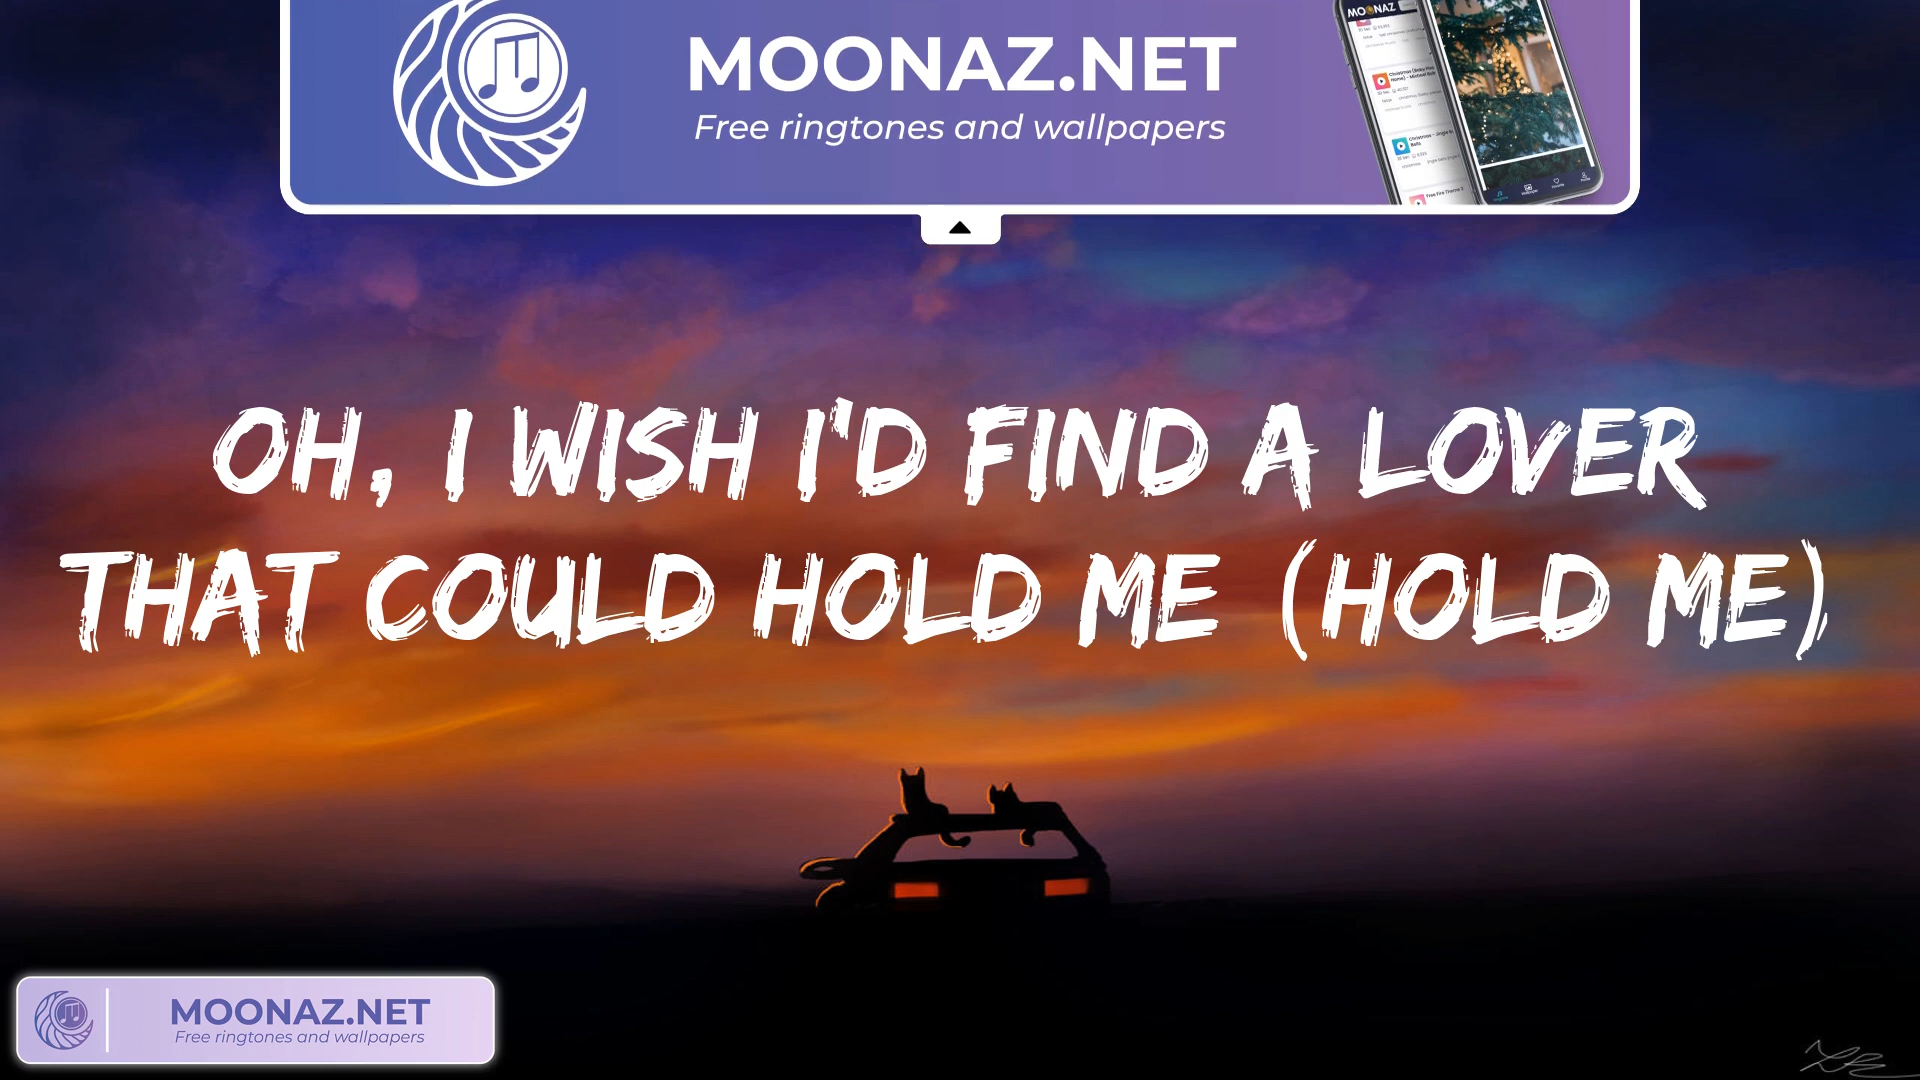 MOONAZ.NET
Free ringtones and wallpapers
MOONAZ
OH, I WISH I'D FIND A LOVER
THAT COULD HOLD ME (HOLD ME)
MOONAZ.NET
Free ringtones and wallpapers